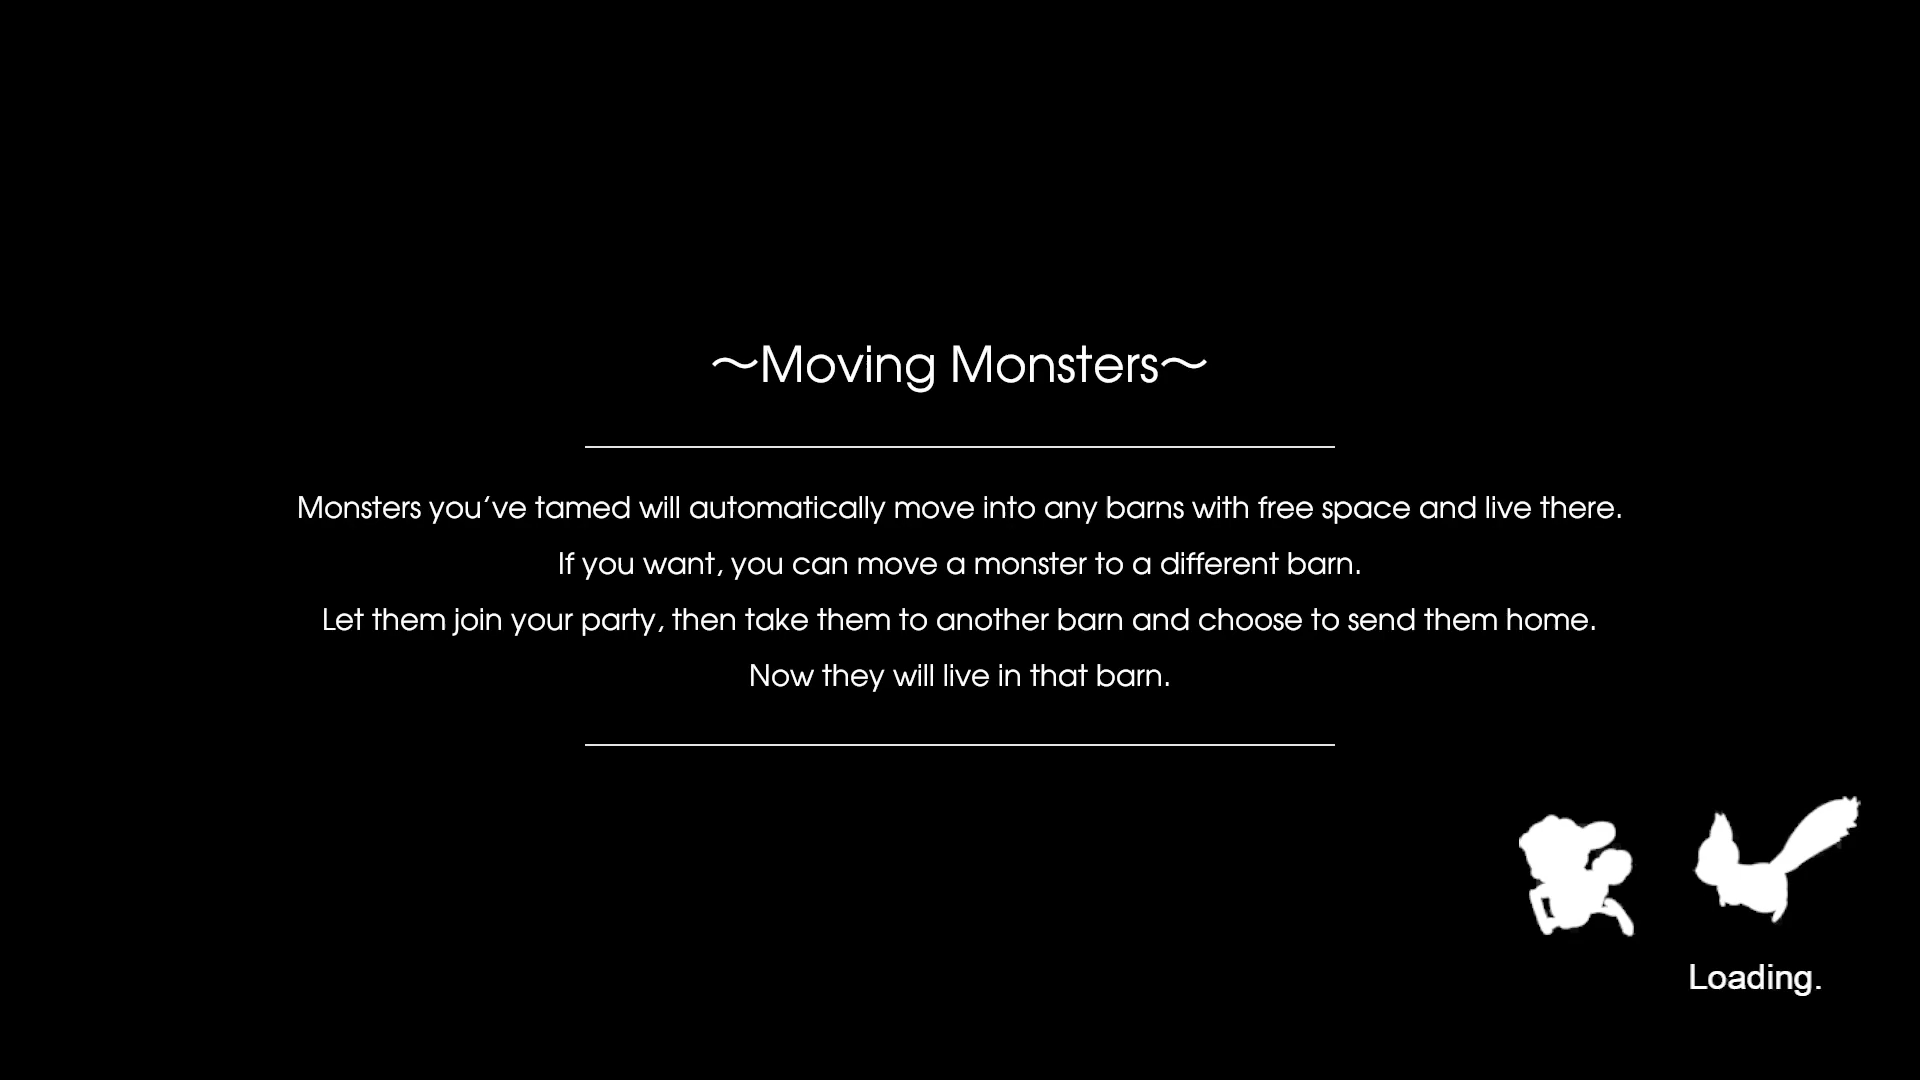 ～Moving Monsters～
Monsters you’ve tamed will automatically move into any barns with free space and live there.
If you want, you can move a monster to a different barn.
Let them join your party, then take them to another barn and choose to send them home.
Now they will live in that barn.
Loading.